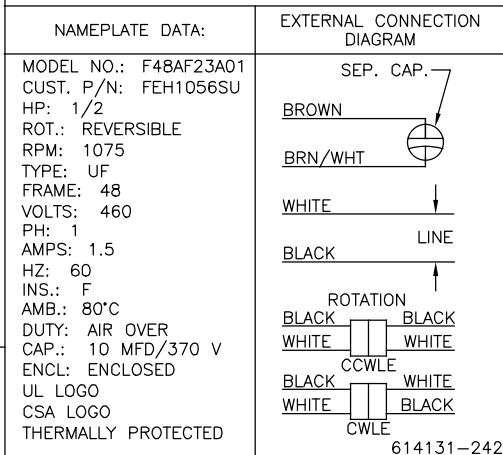 NAMEPLATE DATA:
MODEL NO.: F48AF23A01
CUST. P/N: FEH1056SU
HP: 1/2
ROT.: REVERSIBLE
RPM: 1075
TYPE: UF
FRAME: 48
VOLTS: 460
PH: 1
AMPS: 1.5
HZ: 60
INS.: F
AMB.: 80°C
DUTY: AIR OVER
CAP.: 10 MFD/370 V
ENCL: ENCLOSED
UL LOGO
CSA LOGO
THERMALLY PROTECTED
EXTERNAL CONNECTION
DIAGRAM
SEP. CAP.
BROWN
BRN/WHT
WHITE
LINE
BLACK
ROTATION
BLACK BLACK
WHITE WHITE
CCWLE
BLACK WHITE
WHITE BLACK
CWLE
614131-242